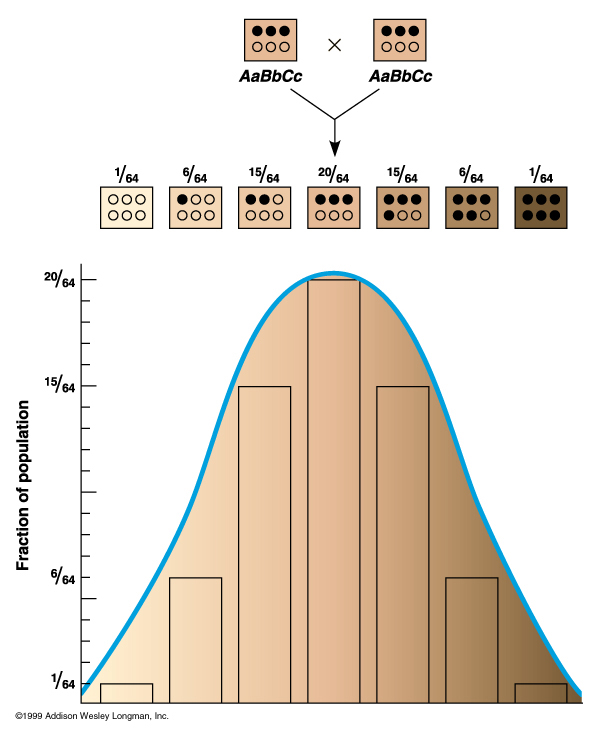 ×
AaBbCc AaBbCc
1/64 6/64 15/64 20/64 15/64 6/64 1/64
20/64
15/64
Fraction of population
6/64
1/64
©1999 Addison Wesley Longman, Inc.